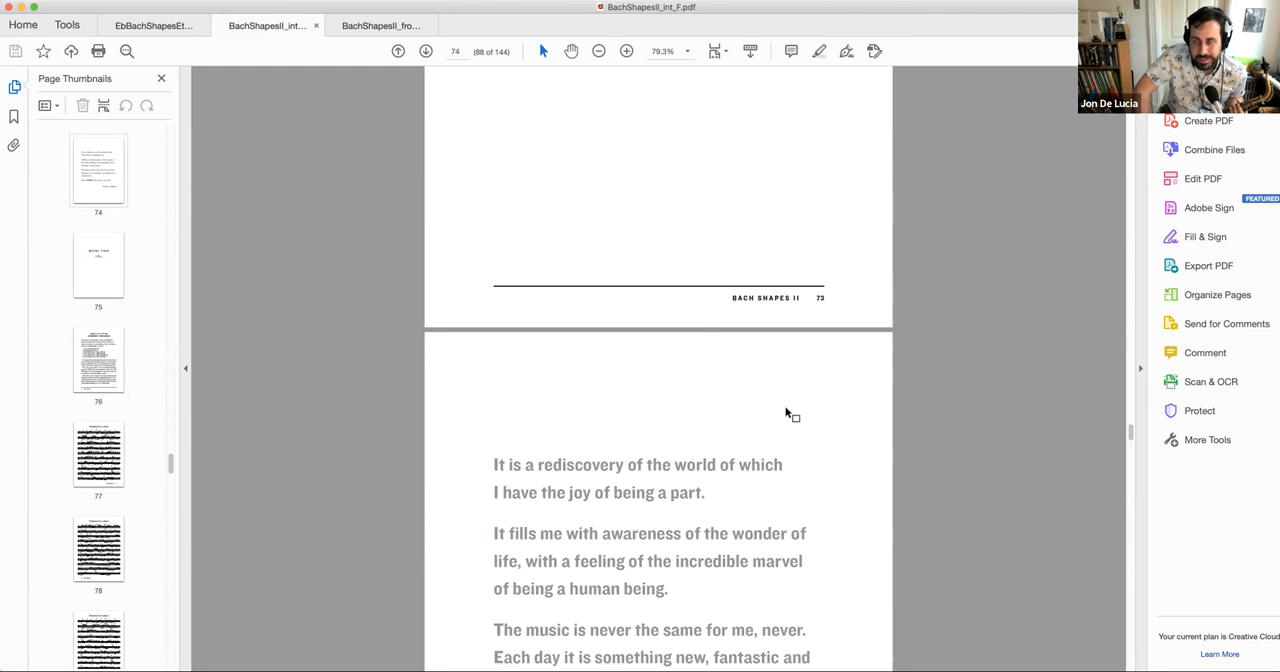 BachShapesII_int_F.pdf
Home Tools EbBachShapesEt... BachShapesII_int... × BachShapesII_fro...
74 (88 of 144) 79.3%
Page Thumbnails
74
75
76
77
78
BACH SHAPES II 73
It is a rediscovery of the world of which
I have the joy of being a part.
It fills me with awareness of the wonder of
life, with a feeling of the incredible marvel
of being a human being.
The music is never the same for me, never.
Each day it is something new, fantastic and
Jon De Lucia
Create PDF
Combine Files
Edit PDF
FEATURED
Adobe Sign
Fill & Sign
Export PDF
Organize Pages
Send for Comments
Comment
Scan & OCR
Protect
More Tools
Your current plan is Creative Cloud
Learn More